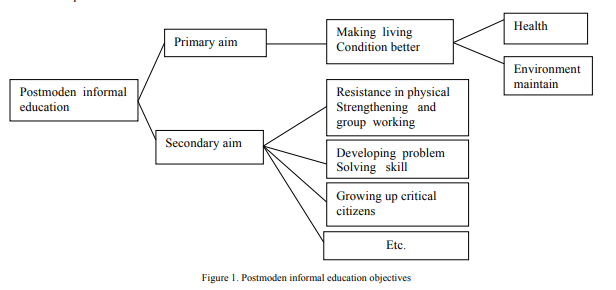 Primary aim
Making living
Condition better
Health
Environment
maintain
Postmoden informal
education
Secondary aim
Resistance in physical
Strengthening and
group working
Developing problem
Solving skill
Growing up critical
citizens
Etc.
Figure 1. Postmoden informal education objectives